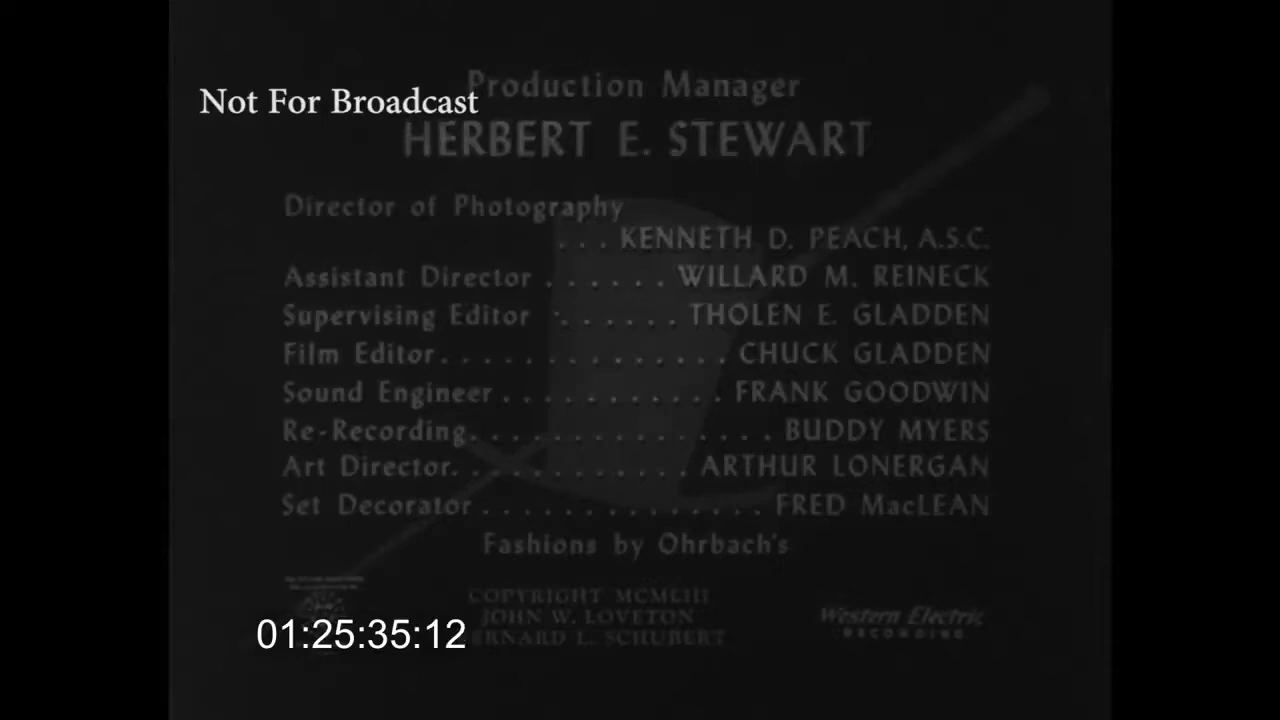 Production Manager
Not For Broadcast
HERBERT E. STEWART
Director of Photography
. . . KENNETH D. PEACH, A.S.C.
Assistant Director . . . . . . WILLARD M. REINECK
Supervising Editor . . . . . . THOLEN E. GLADDEN
Film Editor. . . . . . . . . . . . . . CHUCK GLADDEN
Sound Engineer . . . . . . . . . . . FRANK GOODWIN
Re-Recording. . . . . . . . . . . . . . . BUDDY MYERS
Art Director. . . . . . . . . . . ARTHUR LONERGAN
Set Decorator . . . . . . . . . . . . . . FRED MacLEAN
Fashions by Ohrbach's
COPYRIGHT MCMLIII
JOHN W. LOVETON
ERNARD L. SCHUBERT
Western Electric
RECORDING
01:25:35:12